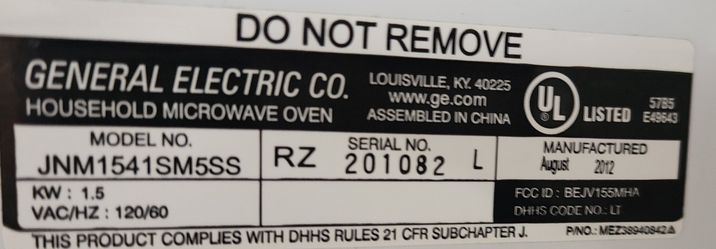 DO NOT REMOVE
GENERAL ELECTRIC CO.
LOUISVILLE, KY. 40225
www.ge.com
HOUSEHOLD MICROWAVE OVEN
ASSEMBLED IN CHINA
UL
LISTED
57B5
E49643
MODEL NO.
JNM1541SM5SS
RZ
SERIAL NO.
201082 L
MANUFACTURED
August 2012
KW : 1.5
VAC/HZ : 120/60
FCC ID : BEJV155MHA
DHHS CODE NO.: LT
THIS PRODUCT COMPLIES WITH DHHS RULES 21 CFR SUBCHAPTER J.
P/NO.: MEZ38940842